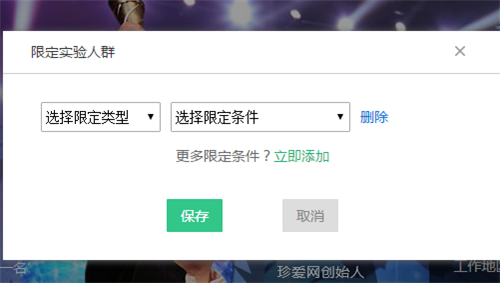 限定实验人群
选择限定类型 选择限定条件 删除
更多限定条件？立即添加
保存 取消
一名 珍爱网创始人 工作地